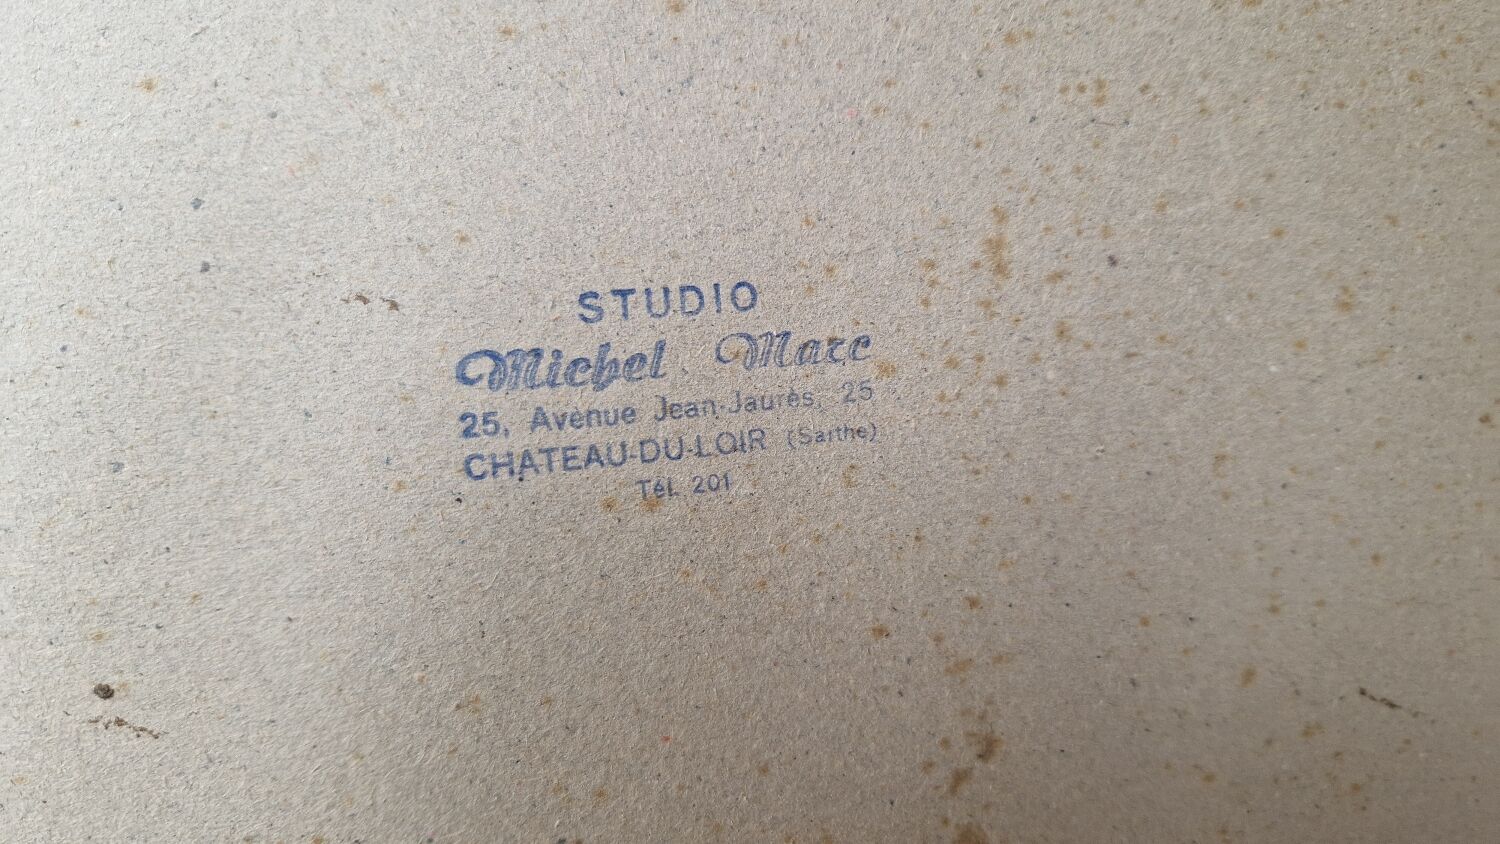 STUDIO
Michel Marc
25, Avenue Jean-Jaurès, 25
CHATEAU-DU-LOIR (Sarthe)
Tél. 201